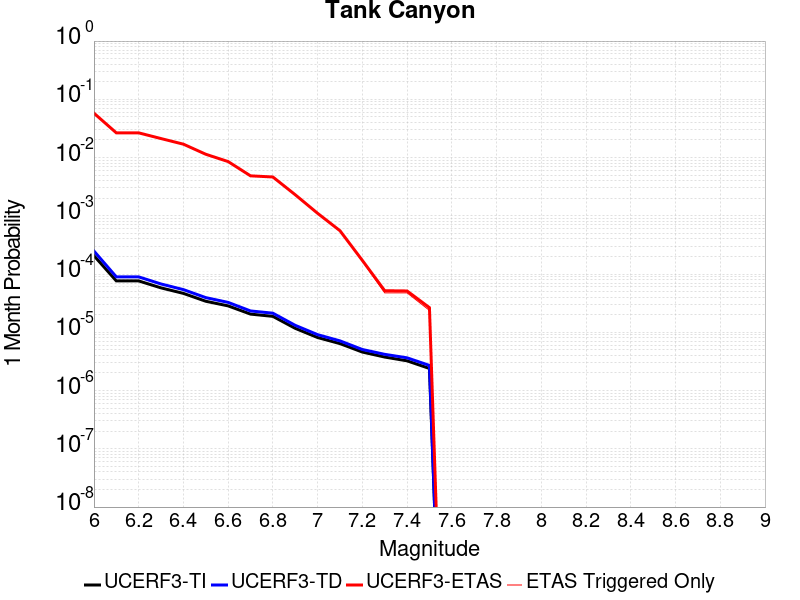 Tank Canyon
10^0
10^-1
10^-2
10^-3
10^-4
10^-5
10^-6
10^-7
10^-8
1 Month Probability
6 6.2 6.4 6.6 6.8 7 7.2 7.4 7.6 7.8 8 8.2 8.4 8.6 8.8 9
Magnitude
UCERF3-TI UCERF3-TD UCERF3-ETAS ETAS Triggered Only